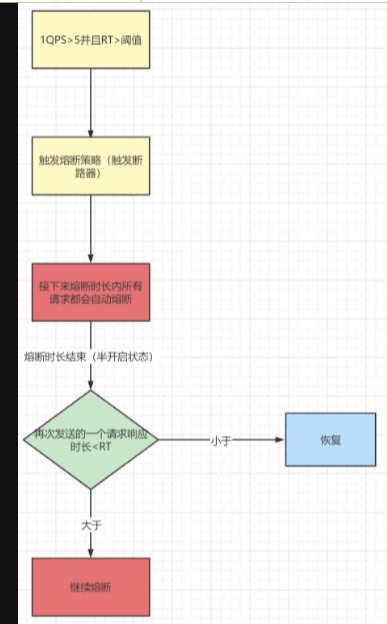 1QPS>5并且RT>阈值
触发熔断策略（触发断
路器）
接下来熔断时长内所有
请求都会自动熔断
熔断时长结束（半开启状态）
再次发送的一个请求响应
时长<RT
小于
恢复
大于
继续熔断